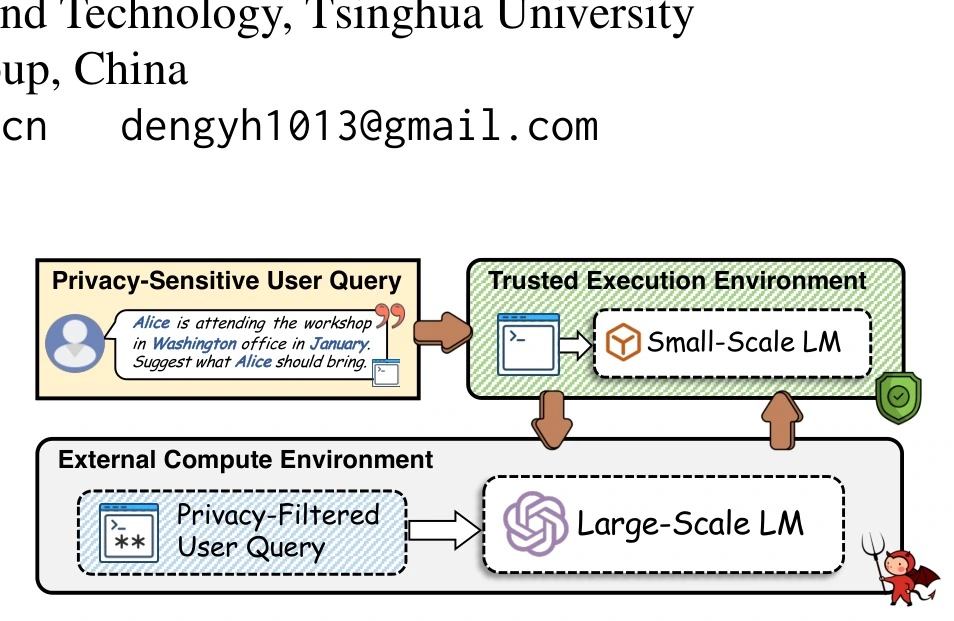 nd Technology, Tsinghua University
oup, China
cn dengyh1013@gmail.com
Privacy-Sensitive User Query
Alice is attending the workshop
in Washington office in January.
Suggest what Alice should bring.
Trusted Execution Environment
Small-Scale LM
External Compute Environment
Privacy-Filtered
User Query
**
Large-Scale LM